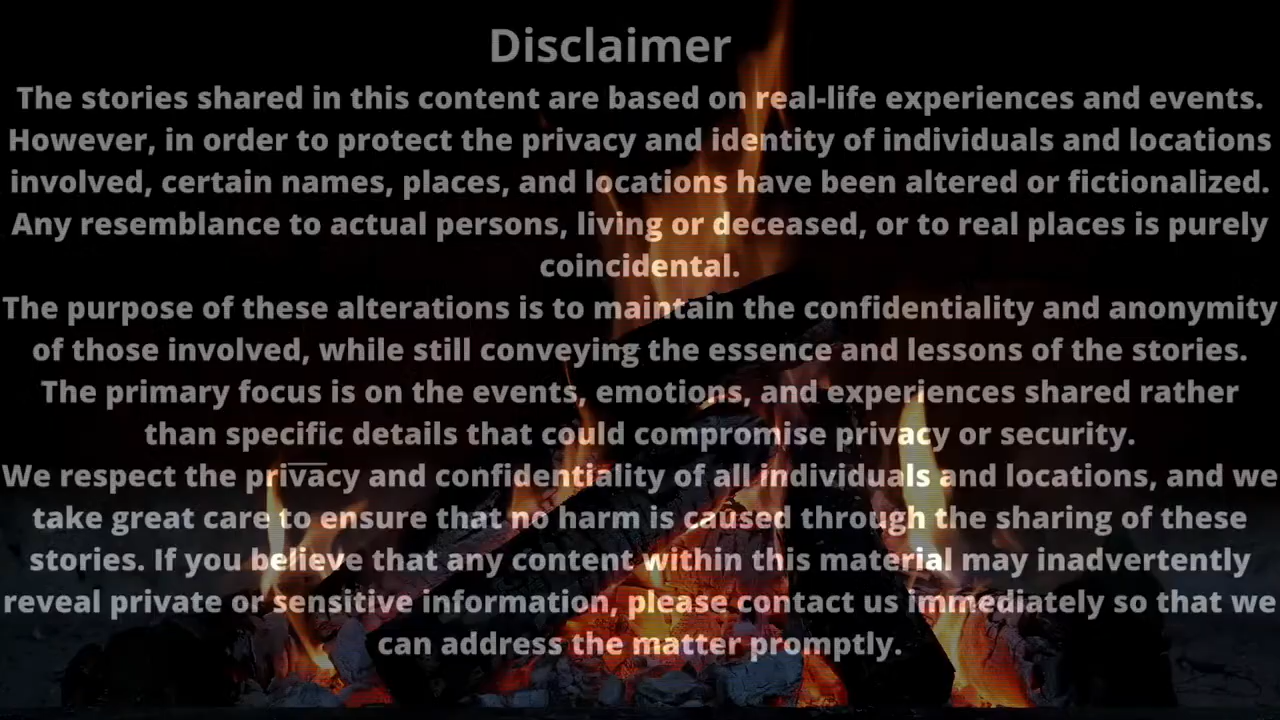 Disclaimer
The stories shared in this content are based on real-life experiences and events.
However, in order to protect the privacy and identity of individuals and locations
involved, certain names, places, and locations have been altered or fictionalized.
Any resemblance to actual persons, living or deceased, or to real places is purely
coincidental.
The purpose of these alterations is to maintain the confidentiality and anonymity
of those involved, while still conveying the essence and lessons of the stories.
The primary focus is on the events, emotions, and experiences shared rather
than specific details that could compromise privacy or security.
We respect the privacy and confidentiality of all individuals and locations, and we
take great care to ensure that no harm is caused through the sharing of these
stories. If you believe that any content within this material may inadvertently
reveal private or sensitive information, please contact us immediately so that we
can address the matter promptly.